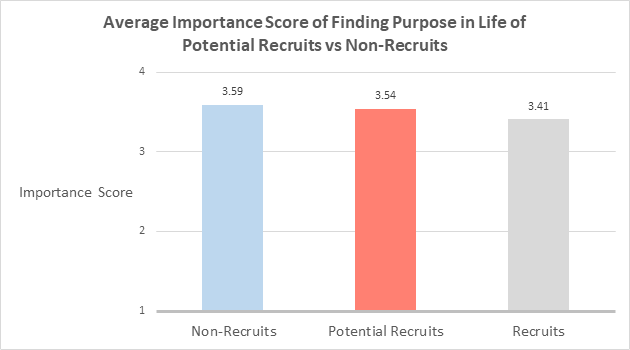 Average Importance Score of Finding Purpose in Life of
Potential Recruits vs Non-Recruits
4
3.59
3.54
3.41
3
Importance Score
2
1
Non-Recruits
Potential Recruits
Recruits